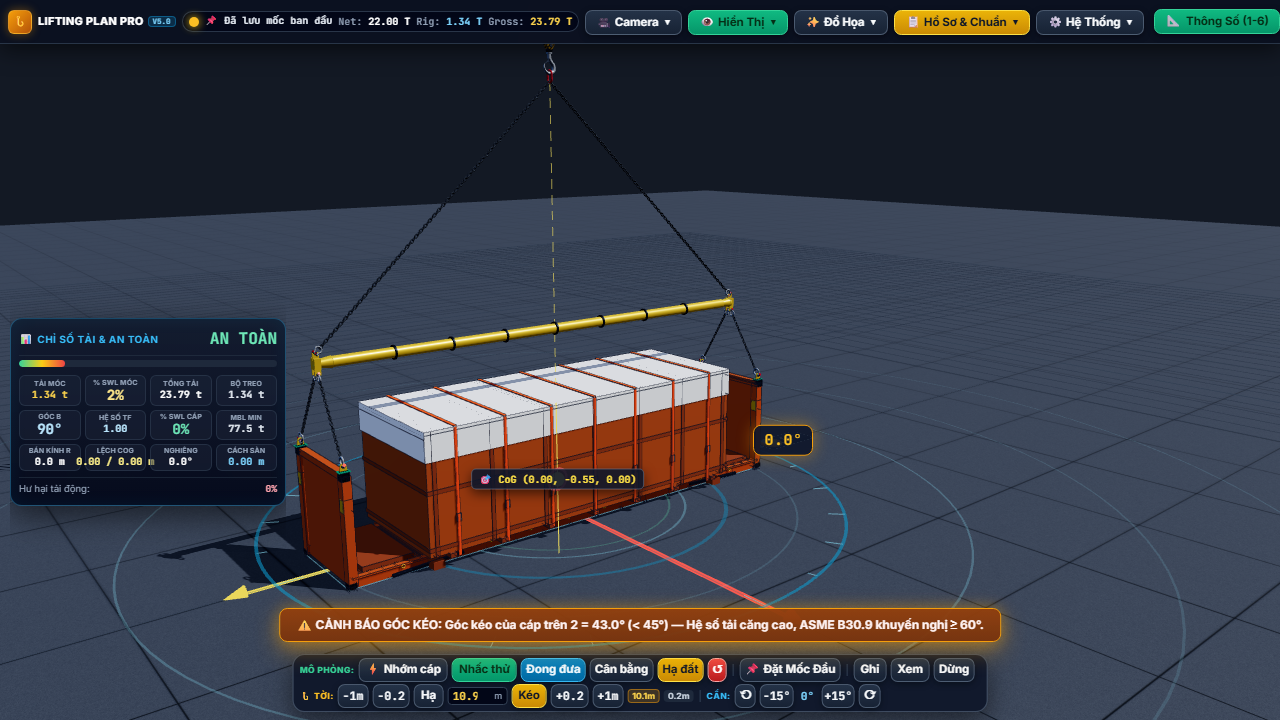 LIFTING PLAN PRO V5.0 Đã lưu mốc ban đầu Net: 22.00 T Rig: 1.34 T Gross: 23.79 T Camera ▾ Hiển Thị ▾ Đồ Họa ▾ Hồ Sơ & Chuẩn ▾ Hệ Thống ▾ Thông Số (1-6)
CHỈ SỐ TẢI & AN TOÀN AN TOÀN
TẢI MÓC % SWL MÓC TỔNG TẢI BỘ TREO
1.34 t 2% 23.79 t 1.34 t
GÓC B HỆ SỐ TF % SWL CÁP MBL MIN
90° 1.00 0% 77.5 t
BÁN KÍNH R LỆCH COG NGHIÊNG CÁCH SÀN
0.0 m 0.00 / 0.00 m 0.0° 0.00 m
Hư hại tải động: 0%
0.0°
CoG (0.00, -0.55, 0.00)
⚠ CẢNH BÁO GÓC KÉO: Góc kéo của cáp trên 2 = 43.0° (< 45°) — Hệ số tải căng cao, ASME B30.9 khuyến nghị ≥ 60°.
MÔ PHỎNG: Nhớm cáp Nhấc thử Đong đưa Cân bằng Hạ đất ↺ Đặt Mốc Đầu Ghi Xem Dừng
TỜI: -1m -0.2 Hạ 10.9 m Kéo +0.2 +1m 10.1m 0.2m CẦN: -15° 0° +15°